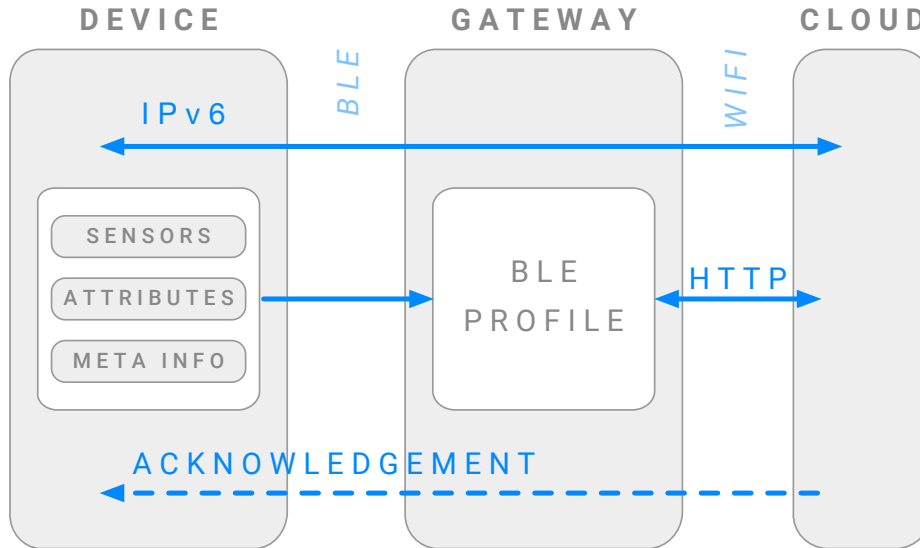 DEVICE
GATEWAY
CLOUD
BLE
WIFI
IPv6
SENSORS
ATTRIBUTES
META INFO
BLE
PROFILE
HTTP
ACKNOWLEDGEMENT